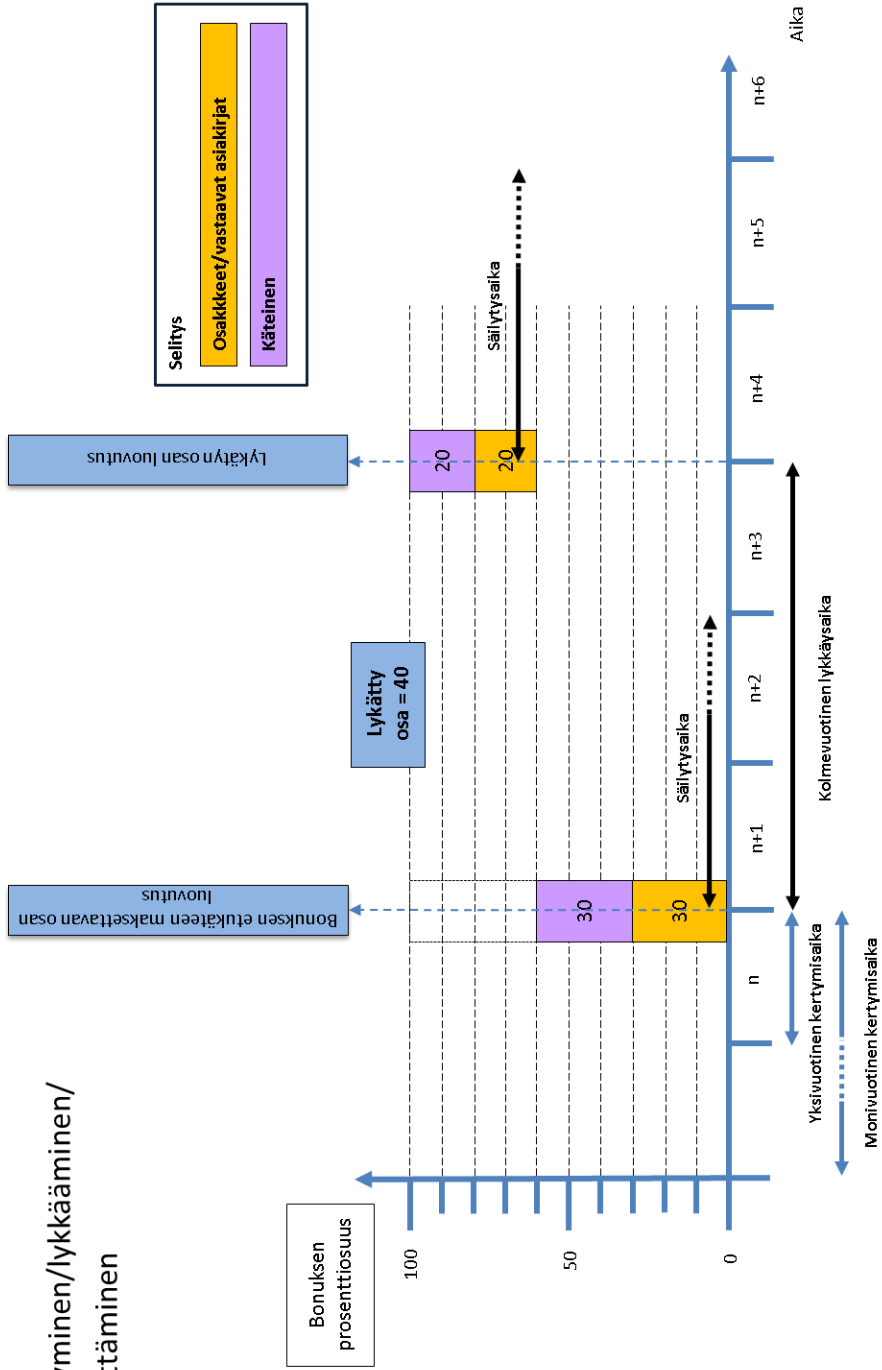 yminen/lykkääminen/
ttäminen
Bonuksen
prosenttiosuus
100
50
0
Bonuksen etukäteen maksettavan osan
luovutus
Lykätyn osan luovutus
Selitys
Osakkkeet/vastaavat asiakirjat
Käteinen
Lykätty
osa = 40
30
30
20
20
Säilytysaika
Säilytysaika
n
n+1
n+2
n+3
n+4
n+5
n+6
Aika
Yksivuotinen kertymisaika
Kolmevuotinen lykkäysaika
Monivuotinen kertymisaika